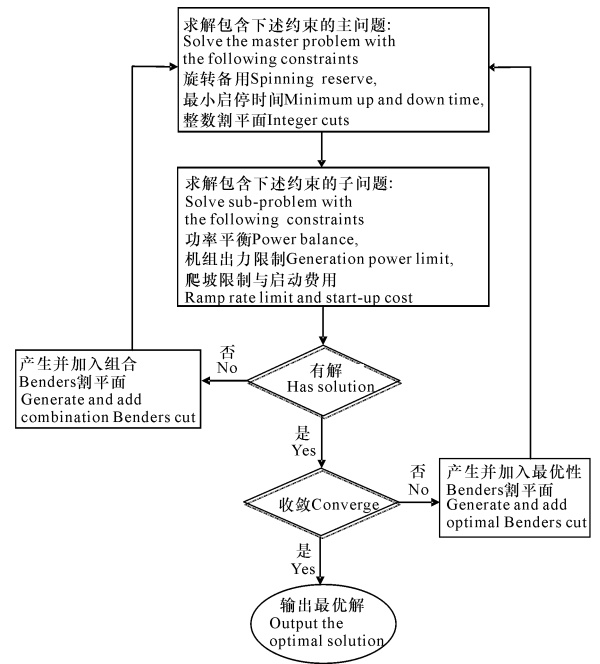 求解包含下述约束的主问题:
Solve the master problem with
the following constraints
旋转备用Spinning reserve,
最小启停时间Minimum up and down time,
整数割平面Integer cuts
求解包含下述约束的子问题:
Solve sub-problem with
the following constraints
功率平衡Power balance,
机组出力限制Generation power limit,
爬坡限制与启动费用
Ramp rate limit and start-up cost
有解
Has solution
否
No
产生并加入组合
Benders割平面
Generate and add
combination Benders cut
是
Yes
收敛Converge
否
No
产生并加入最优性
Benders割平面
Generate and add
optimal Benders cut
是
Yes
输出最优解
Output the
optimal solution